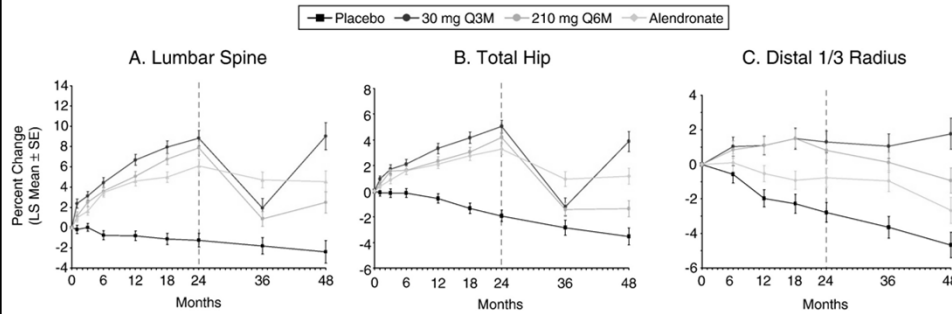 Placebo 30 mg Q3M 210 mg Q6M Alendronate
A. Lumbar Spine
Percent Change
(LS Mean ± SE)
14
12
10
8
6
4
2
0
-2
-4
0 6 12 18 24 36 48
Months
B. Total Hip
8
6
4
2
0
-2
-4
-6
0 6 12 18 24 36 48
Months
C. Distal 1/3 Radius
4
2
0
-2
-4
-6
0 6 12 18 24 36 48
Months